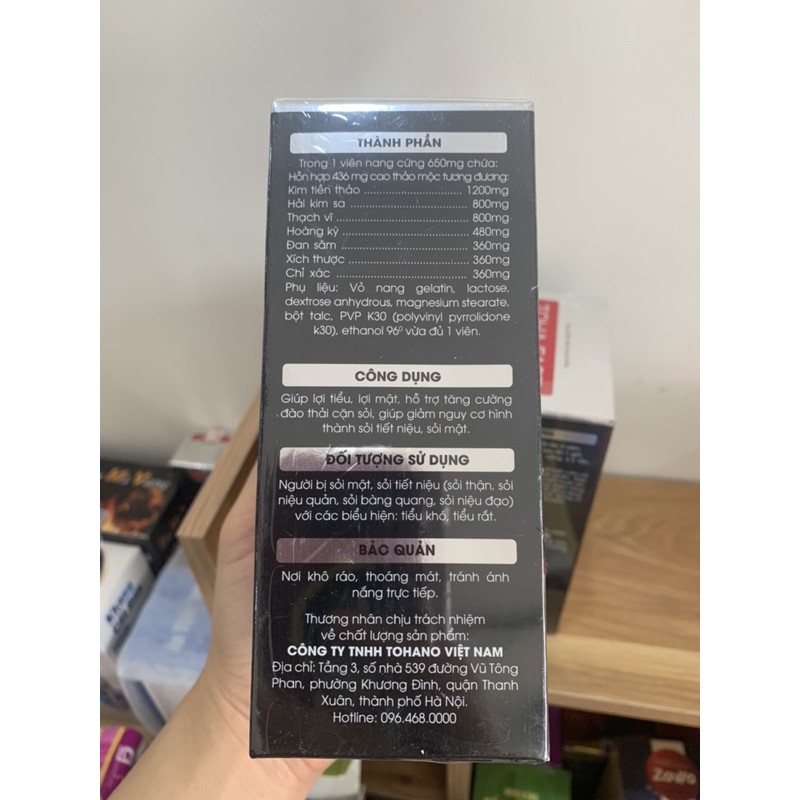 THÀNH PHẦN
Trong 1 viên nang cứng 650mg chứa:
Hỗn hợp 436 mg cao thảo mộc tương đương:
Kim tiền thảo ........................... 1200mg
Hải kim sa ........................... 800mg
Thạch vĩ ........................... 800mg
Hoàng kỳ ........................... 480mg
Đan sâm ........................... 360mg
Xích thược ........................... 360mg
Chỉ xác ........................... 360mg
Phụ liệu: Vỏ nang gelatin, lactose,
dextrose anhydrous, magnesium stearate,
bột talc, PVP K30 (polyvinyl pyrrolidone
k30), ethanol 96⁰ vừa đủ 1 viên.
CÔNG DỤNG
Giúp lợi tiểu, lợi mật, hỗ trợ tăng cường
đào thải cặn sỏi, giúp giảm nguy cơ hình
thành sỏi tiết niệu, sỏi mật.
ĐỐI TƯỢNG SỬ DỤNG
Người bị sỏi mật, sỏi tiết niệu (sỏi thận, sỏi
niệu quản, sỏi bàng quang, sỏi niệu đạo)
với các biểu hiện: tiểu khó, tiểu rắt.
BẢO QUẢN
Nơi khô ráo, thoáng mát, tránh ánh
nắng trực tiếp.
Thương nhân chịu trách nhiệm
về chất lượng sản phẩm:
CÔNG TY TNHH TOHANO VIỆT NAM
Địa chỉ: Tầng 3, số nhà 539 đường Vũ Tông
Phan, phường Khương Đình, quận Thanh
Xuân, thành phố Hà Nội.
Hotline: 096.468.0000